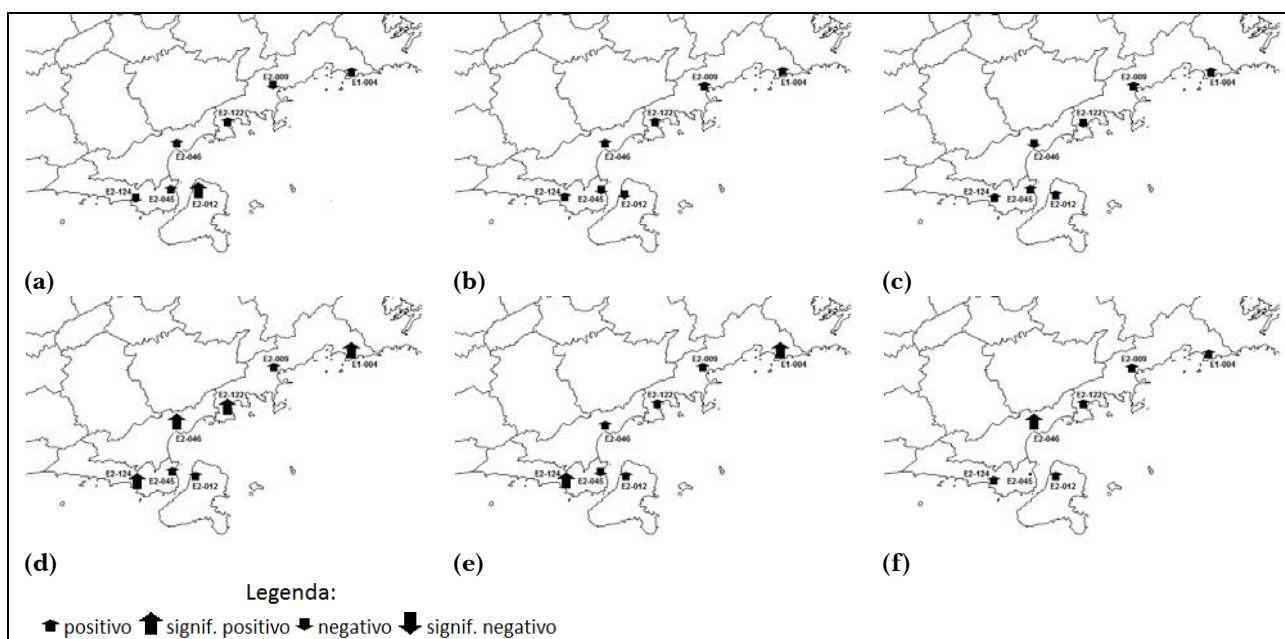 E2-009
E1-004
E2-122
E2-046
E2-124
E2-045
E2-012
(a)
E2-009
E1-004
E2-122
E2-046
E2-124
E2-045
E2-012
(b)
E2-009
E1-004
E2-122
E2-046
E2-124
E2-045
E2-012
(c)
E2-009
E1-004
E2-122
E2-046
E2-124
E2-045
E2-012
(d)
E2-009
E1-004
E2-122
E2-046
E2-124
E2-045
E2-012
(e)
E2-009
E1-004
E2-122
E2-046
E2-124
E2-045
E2-012
(f)
Legenda:
positivo signif. positivo negativo signif. negativo